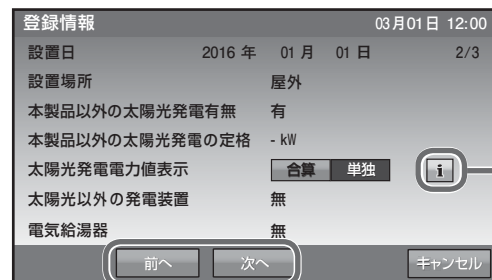 登録情報 03月01日 12:00
設置日 2016 年 01 月 01 日 2/3
設置場所 屋外
本製品以外の太陽光発電有無 有
本製品以外の太陽光発電の定格 - kW
太陽光発電電力値表示 合算 単独 i
太陽光以外の発電装置 無
電気給湯器 無
前へ 次へ キャンセル